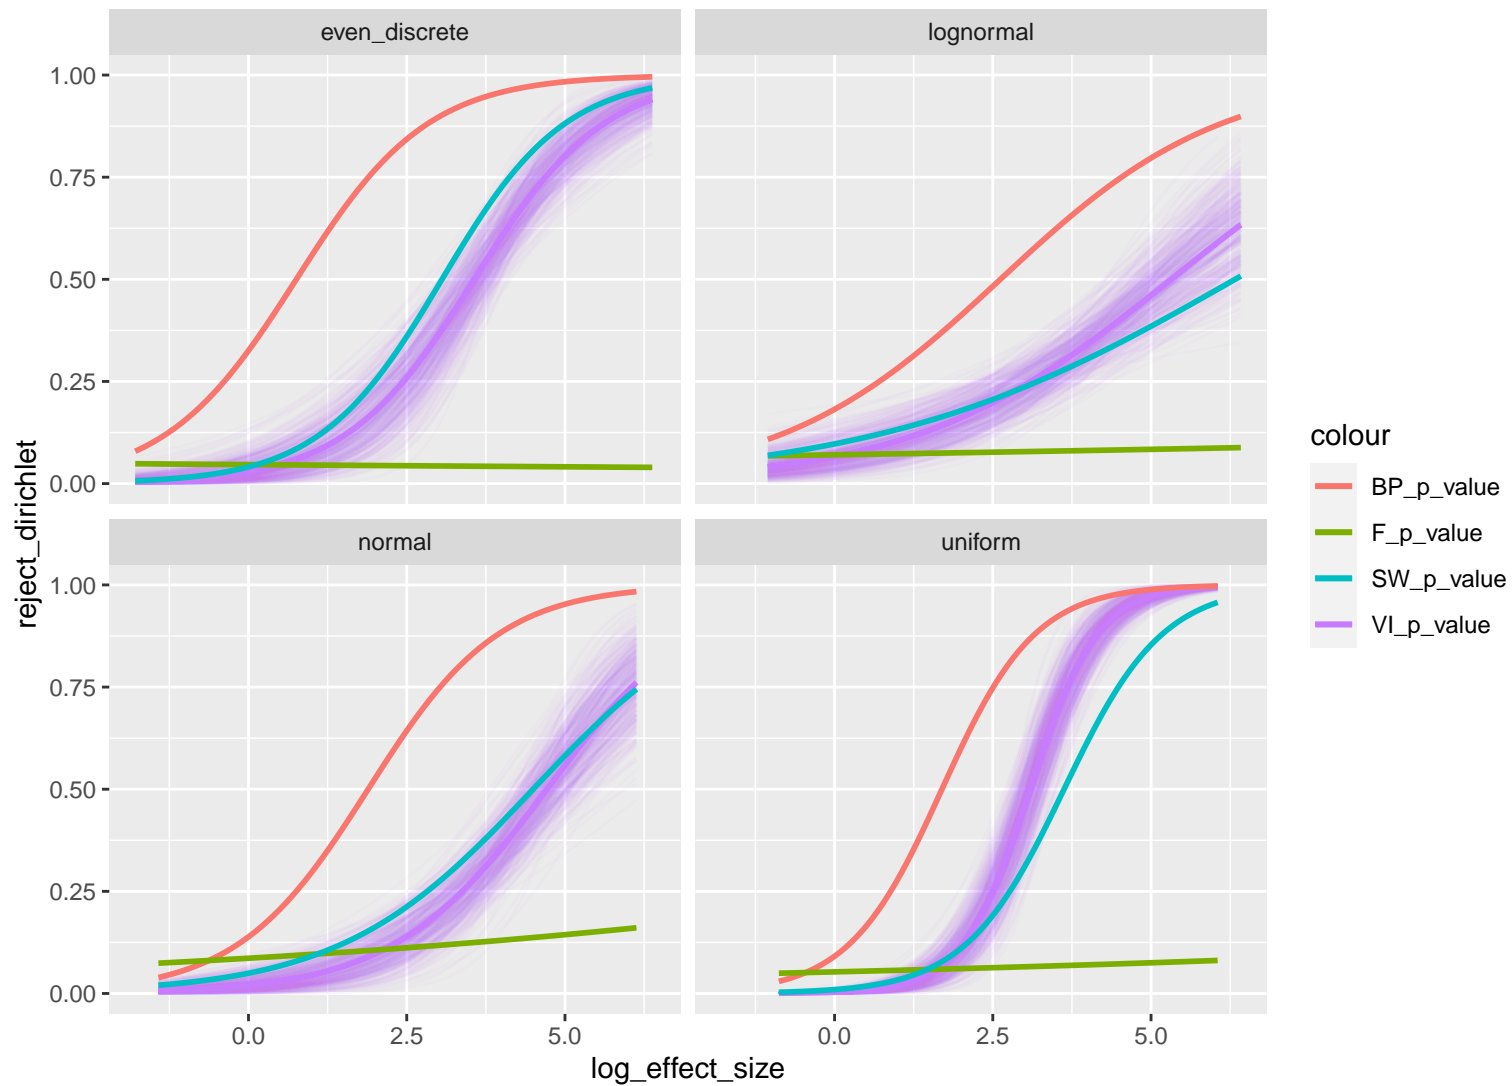 even_discrete
lognormal
1.00
0.75
0.50
0.25
0.00
normal
uniform
1.00
0.75
0.50
0.25
0.00
0.0
2.5
5.0
0.0
2.5
5.0
log_effect_size
reject_dirichlet
colour
BP_p_value
F_p_value
SW_p_value
VI_p_value